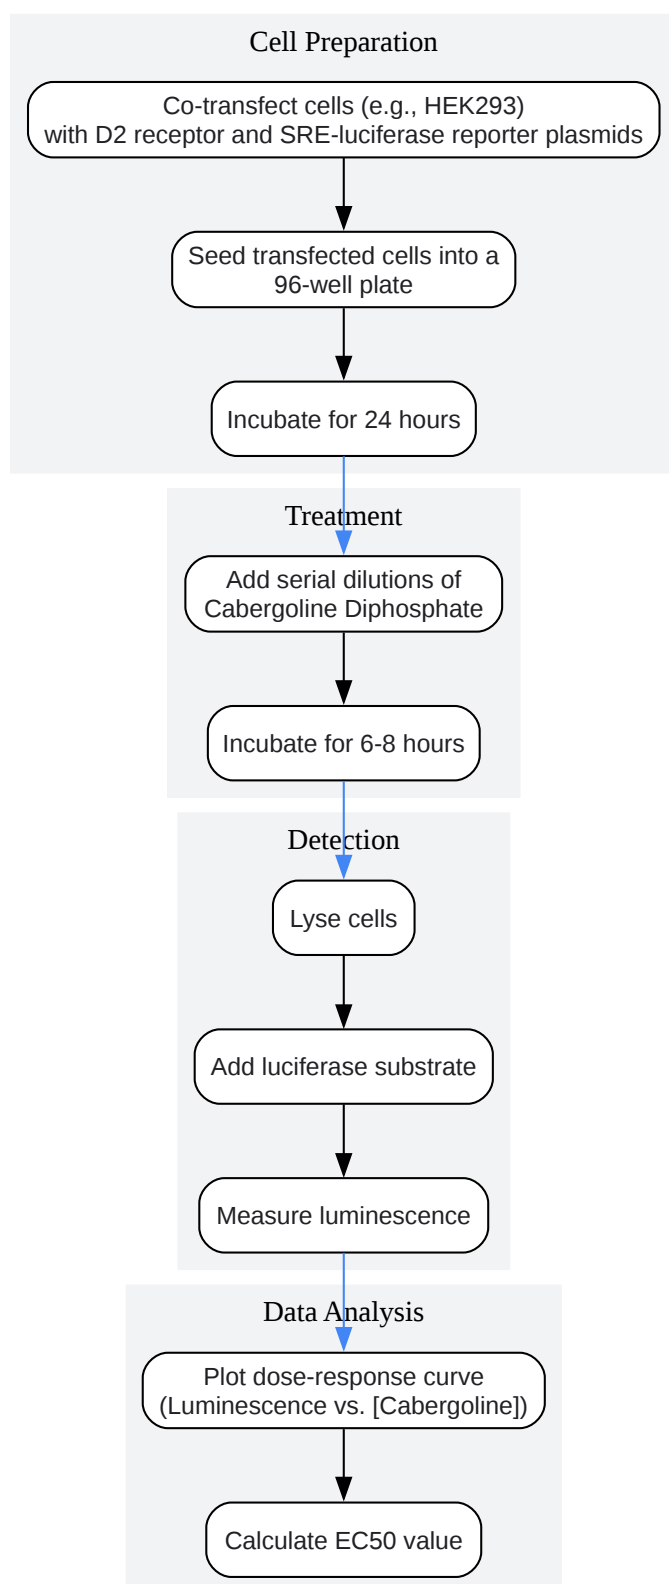 Cell Preparation
Co-transfect cells (e.g., HEK293)
with D2 receptor and SRE-luciferase reporter plasmids
Seed transfected cells into a
96-well plate
Incubate for 24 hours
Treatment
Add serial dilutions of
Cabergoline Diphosphate
Incubate for 6-8 hours
Detection
Lyse cells
Add luciferase substrate
Measure luminescence
Data Analysis
Plot dose-response curve
(Luminescence vs. [Cabergoline])
Calculate EC50 value